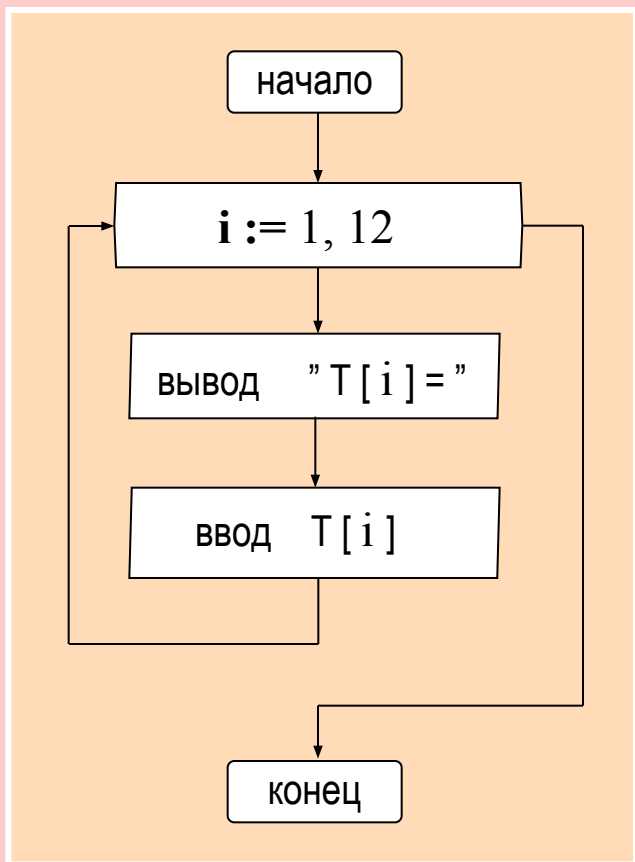 начало
i := 1, 12
вывод ” T [ i ] = ”
ввод T [ i ]
конец